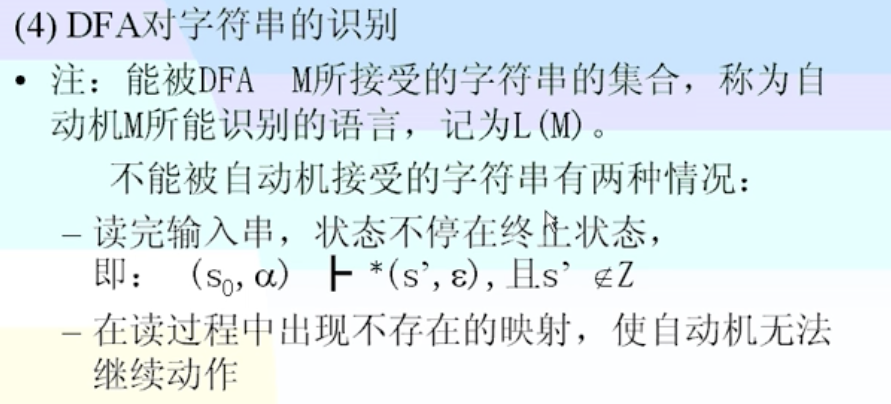 (4) DFA对字符串的识别
• 注：能被DFA M所接受的字符串的集合，称为自
动机M所能识别的语言，记为L(M)。
不能被自动机接受的字符串有两种情况：
– 读完输入串，状态不停在终止状态，
即： (s₀,α) ┣ *(s’,ε),且s’ ∉Z
– 在读过程中出现不存在的映射，使自动机无法
继续动作